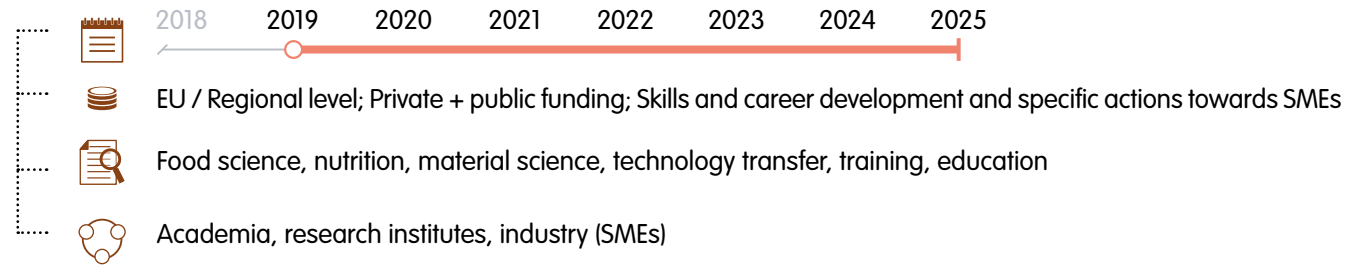 2018 2019 2020 2021 2022 2023 2024 2025
EU / Regional level; Private + public funding; Skills and career development and specific actions towards SMEs
Food science, nutrition, material science, technology transfer, training, education
Academia, research institutes, industry (SMEs)